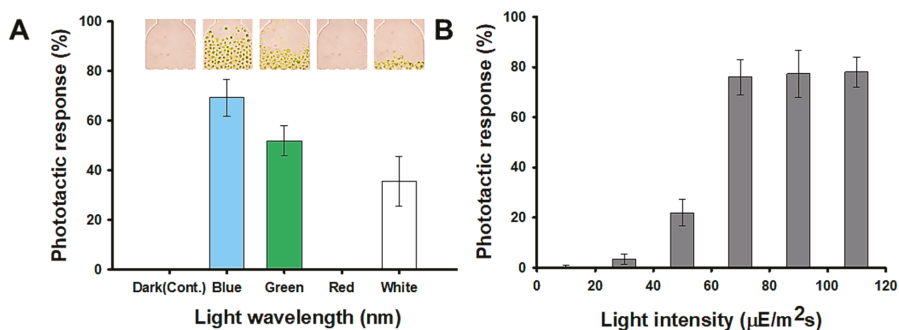 A
Phototactic response (%)
100
80
60
40
20
0
Dark(Cont.) Blue Green Red White
Light wavelength (nm)
B
Phototactic response (%)
100
80
60
40
20
0
0 20 40 60 80 100 120
Light intensity (μE/m²s)